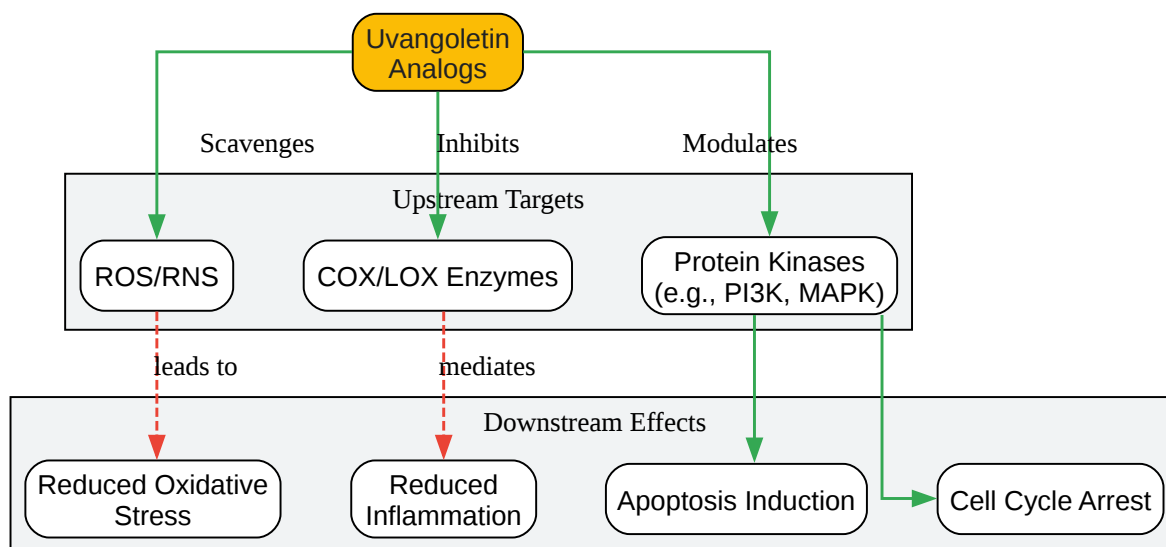 Uvangoletin
Analogs
Scavenges
Inhibits
Modulates
Upstream Targets
ROS/RNS
COX/LOX Enzymes
Protein Kinases
(e.g., PI3K, MAPK)
leads to
mediates
Downstream Effects
Reduced Oxidative
Stress
Reduced
Inflammation
Apoptosis Induction
Cell Cycle Arrest